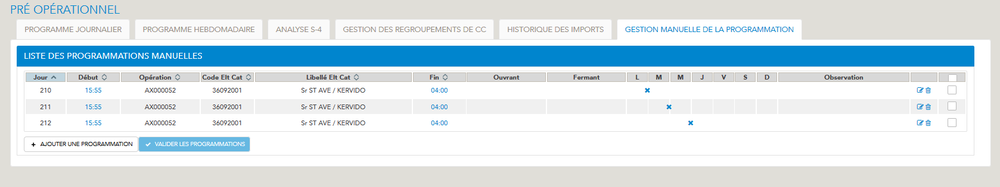 PRÉ OPÉRATIONNEL
PROGRAMME JOURNALIER PROGRAMME HEBDOMADAIRE ANALYSE S-4 GESTION DES REGROUPEMENTS DE CC HISTORIQUE DES IMPORTS GESTION MANUELLE DE LA PROGRAMMATION
LISTE DES PROGRAMMATIONS MANUELLES
Jour Début Opération Code Elt Cat Libellé Elt Cat Fin Ouvrant Fermant L M M J V S D Observation
210 15:55 AX000052 36092001 Sr ST AVE / KERVIDO 04:00
211 15:55 AX000052 36092001 Sr ST AVE / KERVIDO 04:00
212 15:55 AX000052 36092001 Sr ST AVE / KERVIDO 04:00
AJOUTER UNE PROGRAMMATION VALIDER LES PROGRAMMATIONS